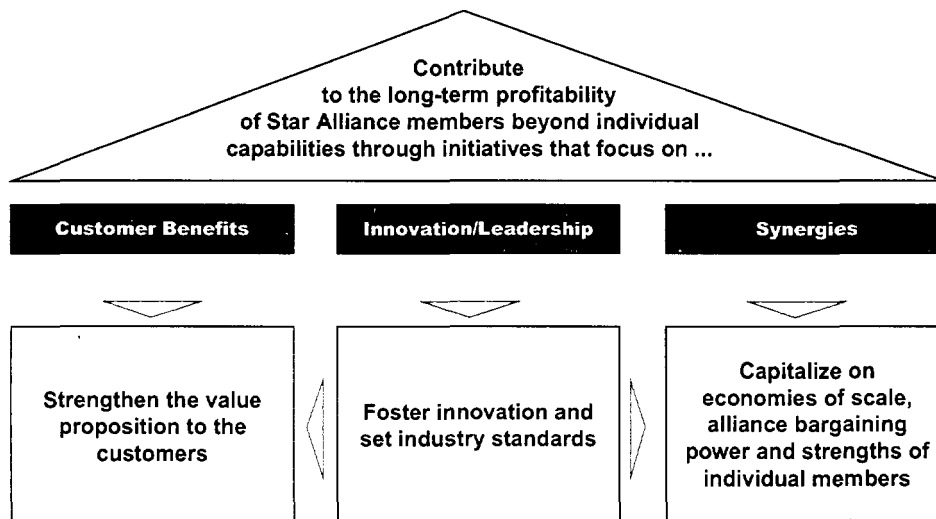 Contribute
to the long-term profitability
of Star Alliance members beyond individual
capabilities through initiatives that focus on ...
Customer Benefits
Innovation/Leadership
Synergies
Strengthen the value
proposition to the
customers
Foster innovation and
set industry standards
Capitalize on
economies of scale,
alliance bargaining
power and strengths of
individual members